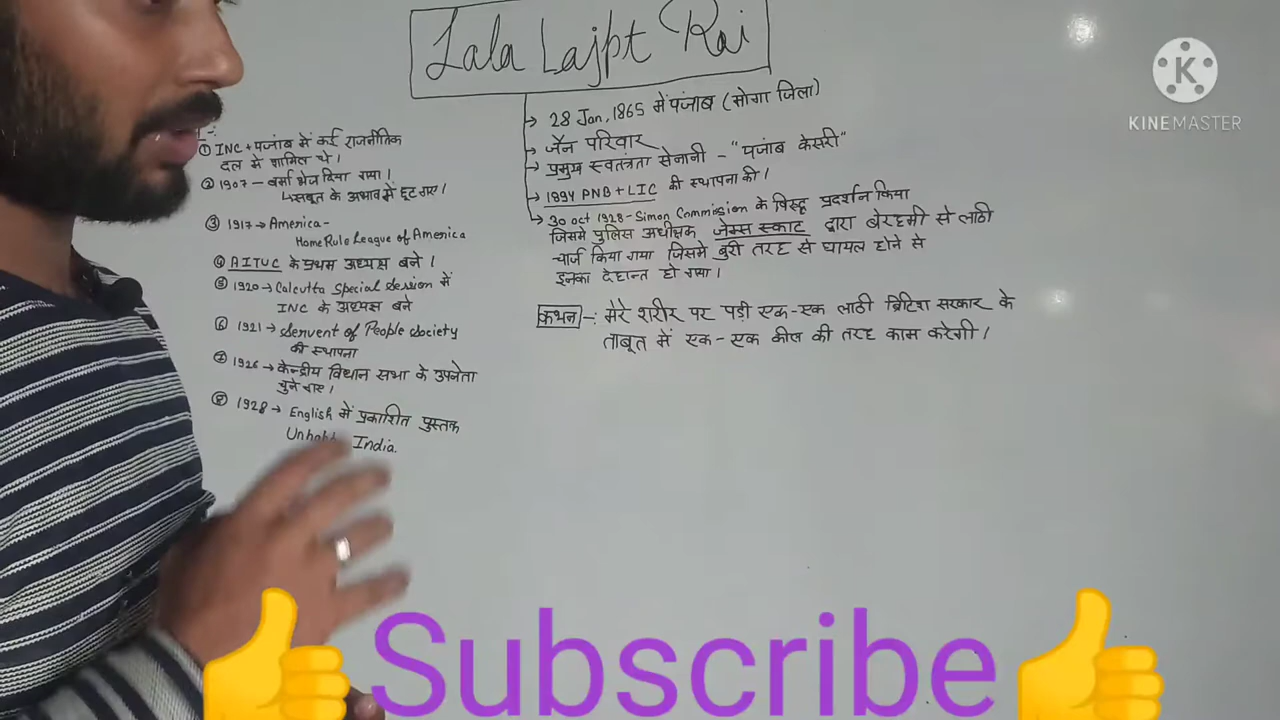 Lala Lajpt Rai
KINEMASTER
→ 28 Jan, 1865 में पंजाब (मोगा जिला)
→ जैन परिवार
→ प्रमुख स्वतंत्रता सेनानी - "पंजाब केसरी"
→ 1894 PNB + LIC की स्थापना की।
→ 30 oct 1928 - Simon Commission के विरुद्ध प्रदर्शन किया
जिसमे पुलिस अधीक्षक जेम्स स्काट द्वारा बेरहमी से लाठी
चार्ज किया गया जिसमे बुरी तरह से घायल होने से
इनका देहान्त हो गया।
कथन -: मेरे शरीर पर पड़ी एक-एक लाठी ब्रिटिश सरकार के
ताबूत में एक-एक कील की तरह काम करेगी।
① INC + पंजाब में कई राजनीतिक
दल मे शामिल थे।
② 1907 - बर्मा भेज दिया गया।
↳ सबूत के अभाव में छूट गए।
③ 1917 → America -
Home Rule League of America
④ AITUC के प्रथम अध्यक्ष बने।
⑤ 1920 → Calcutta Special Session में
INC के अध्यक्ष बने
⑥ 1921 → Servent of People Society
की स्थापना
⑦ 1926 → केन्द्रीय विधान सभा के उपनेता
चुने गए।
⑧ 1928 → English में प्रकाशित पुस्तक
India.
Subscribe